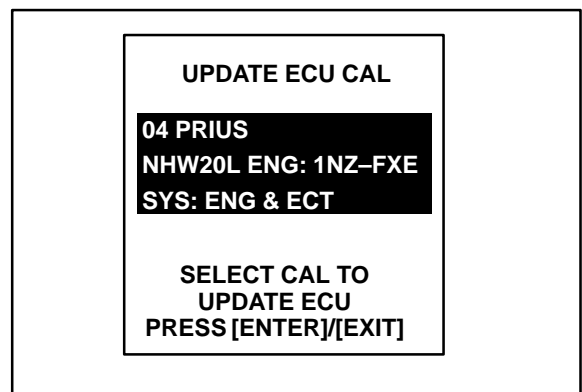 UPDATE ECU CAL
04 PRIUS
NHW20L ENG: 1NZ–FXE
SYS: ENG & ECT
SELECT CAL TO
UPDATE ECU
PRESS [ENTER]/[EXIT]